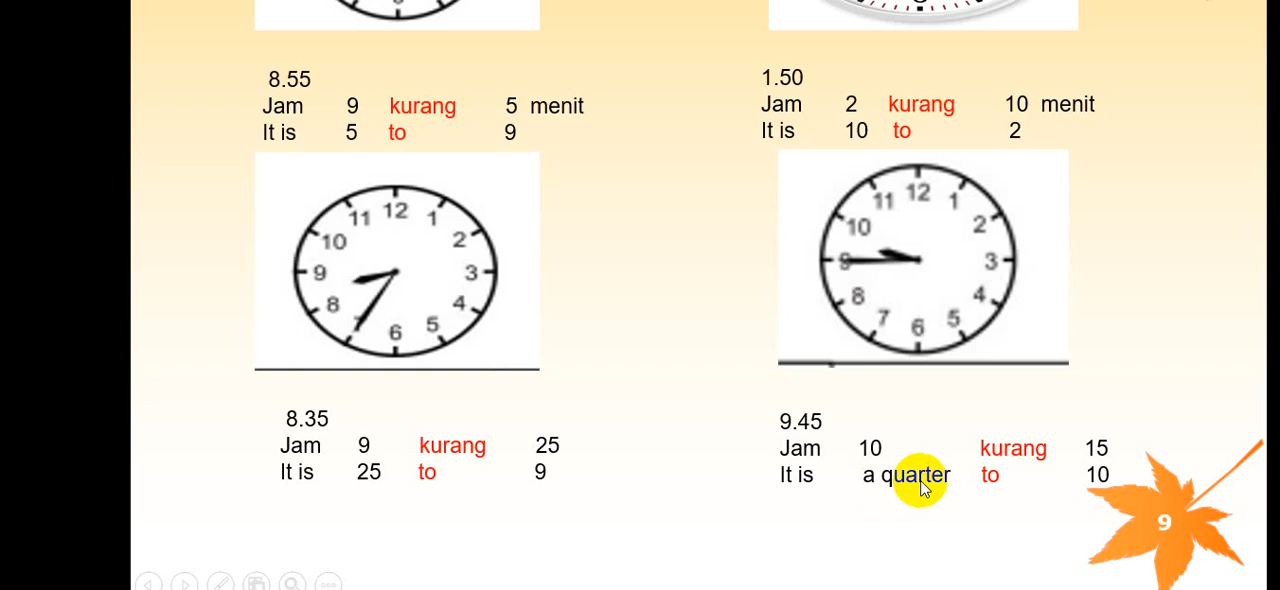 8.55
Jam 9 kurang 5 menit
It is 5 to 9
1.50
Jam 2 kurang 10 menit
It is 10 to 2
12
11 1
10 2
9 3
8 4
5
6
12
11 1
10 2
9 3
8 4
7 5
6
8.35
Jam 9 kurang 25
It is 25 to 9
9.45
Jam 10 kurang 15
It is a quarter to 10
9